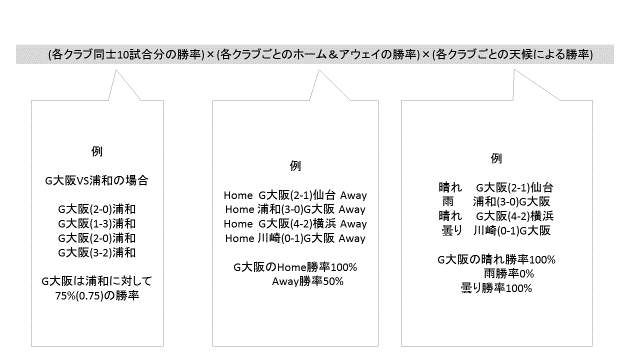 (各クラブ同士10試合分の勝率)×(各クラブごとのホーム&アウェイの勝率)×(各クラブごとの天候による勝率)
例
G大阪VS浦和の場合
G大阪(2-0)浦和
G大阪(1-3)浦和
G大阪(2-0)浦和
G大阪(3-2)浦和
G大阪は浦和に対して
75%(0.75)の勝率
例
Home G大阪(2-1)仙台 Away
Home 浦和(3-0)G大阪 Away
Home G大阪(4-2)横浜 Away
Home 川崎(0-1)G大阪 Away
G大阪のHome勝率100%
Away勝率50%
例
晴れ G大阪(2-1)仙台
雨 浦和(3-0)G大阪
晴れ G大阪(4-2)横浜
曇り 川崎(0-1)G大阪
G大阪の晴れ勝率100%
雨勝率0%
曇り勝率100%